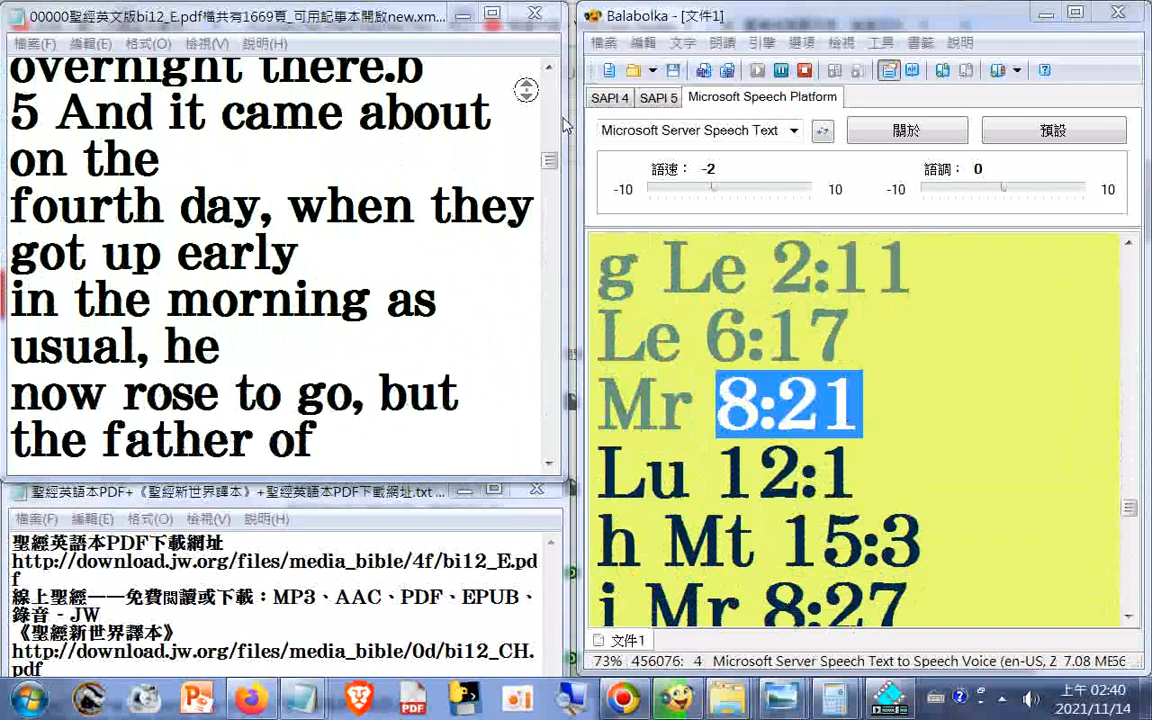 00000聖經英文版bi12_E.pdf檔共有1669頁_可用記事本開啟new.xm...
檔案(F) 編輯(E) 格式(O) 檢視(V) 說明(H)
overnight there.b
5 And it came about
on the
fourth day, when they
got up early
in the morning as
usual, he
now rose to go, but
the father of
聖經英語本PDF+《聖經新世界譯本》+聖經英語本PDF下載網址.txt ...
檔案(F) 編輯(E) 格式(O) 檢視(V) 說明(H)
聖經英語本PDF下載網址
http://download.jw.org/files/media_bible/4f/bi12_E.pd
f
線上聖經——免費閱讀或下載：MP3、AAC、PDF、EPUB、
錄音 - JW
《聖經新世界譯本》
http://download.jw.org/files/media_bible/0d/bi12_CH.
pdf
Balabolka - [文件1]
檔案 編輯 文字 朗讀 引擎 選項 檢視 工具 書籤 說明
SAPI 4 SAPI 5 Microsoft Speech Platform
Microsoft Server Speech Text 關於 預設
語速： -2 語調： 0
-10 10 -10 10
g Le 2:11
Le 6:17
Mr 8:21
Lu 12:1
h Mt 15:3
i Mr 8:27
文件1
73% 456076: 4 Microsoft Server Speech Text to Speech Voice (en-US, Z 7.08 ME56
上午 02:40
2021/11/14